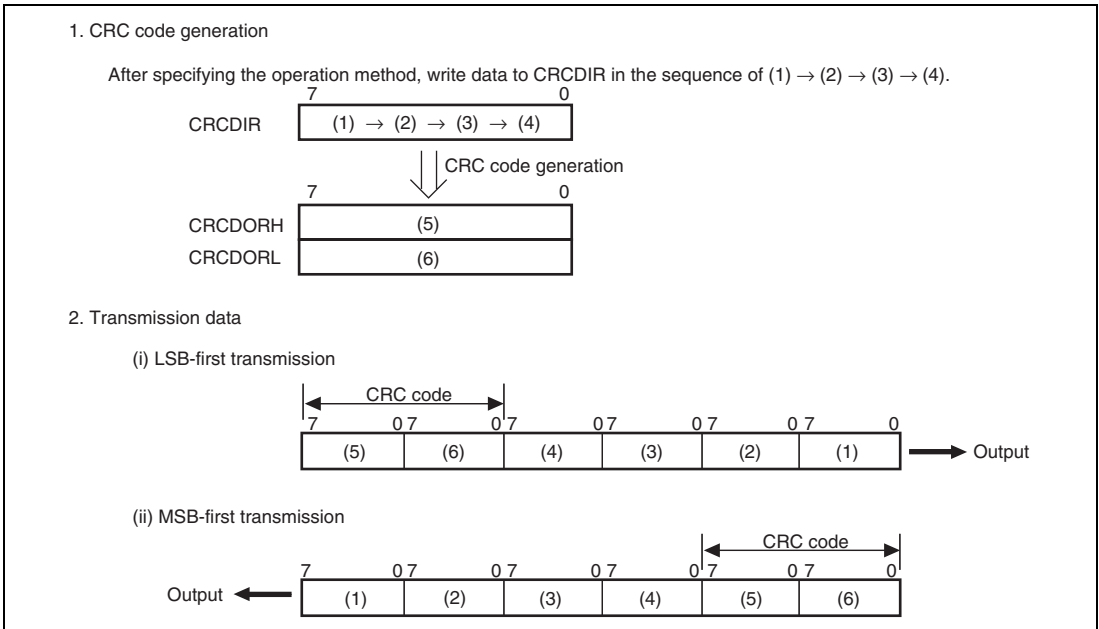 1. CRC code generation
After specifying the operation method, write data to CRCDIR in the sequence of (1) → (2) → (3) → (4).
7 0
CRCDIR (1) → (2) → (3) → (4)
CRC code generation
7 0
CRCDORH (5)
CRCDORL (6)
2. Transmission data
(i) LSB-first transmission
CRC code
7 0 7 0 7 0 7 0 7 0 7 0
(5) (6) (4) (3) (2) (1) Output
(ii) MSB-first transmission
CRC code
7 0 7 0 7 0 7 0 7 0 7 0
Output (1) (2) (3) (4) (5) (6)